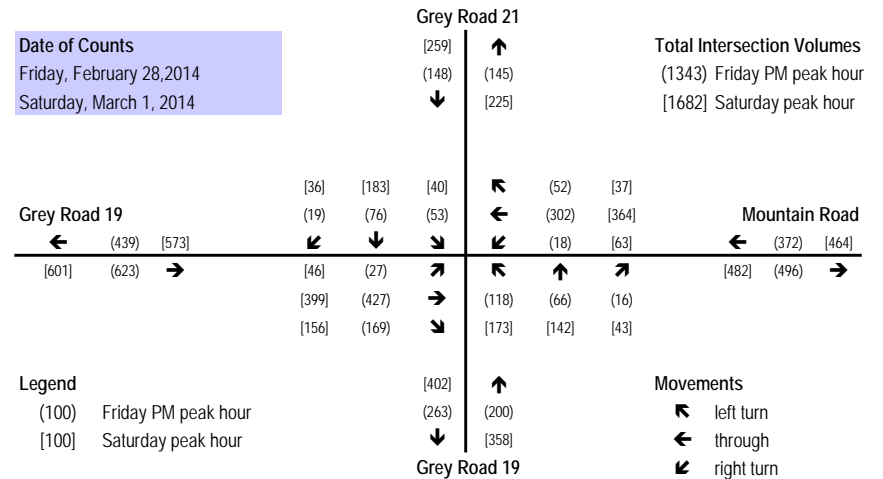 Grey Road 21
Date of Counts [259] Total Intersection Volumes
Friday, February 28,2014 (148) (145) (1343) Friday PM peak hour
Saturday, March 1, 2014 [225] [1682] Saturday peak hour
[36] [183] [40] (52) [37]
Grey Road 19 (19) (76) (53) (302) [364] Mountain Road
(439) [573] (18) [63] (372) [464]
[601] (623) [46] (27) [482] (496)
[399] (427) (118) (66) (16)
[156] (169) [173] [142] [43]
Legend [402] Movements
(100) Friday PM peak hour (263) (200) left turn
[100] Saturday peak hour [358] through
Grey Road 19 right turn